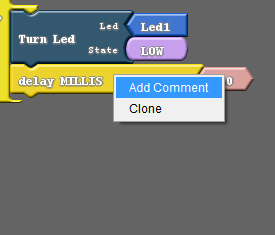 Led Led1
Turn Led
State LOW
delay MILLIS
Add Comment
Clone